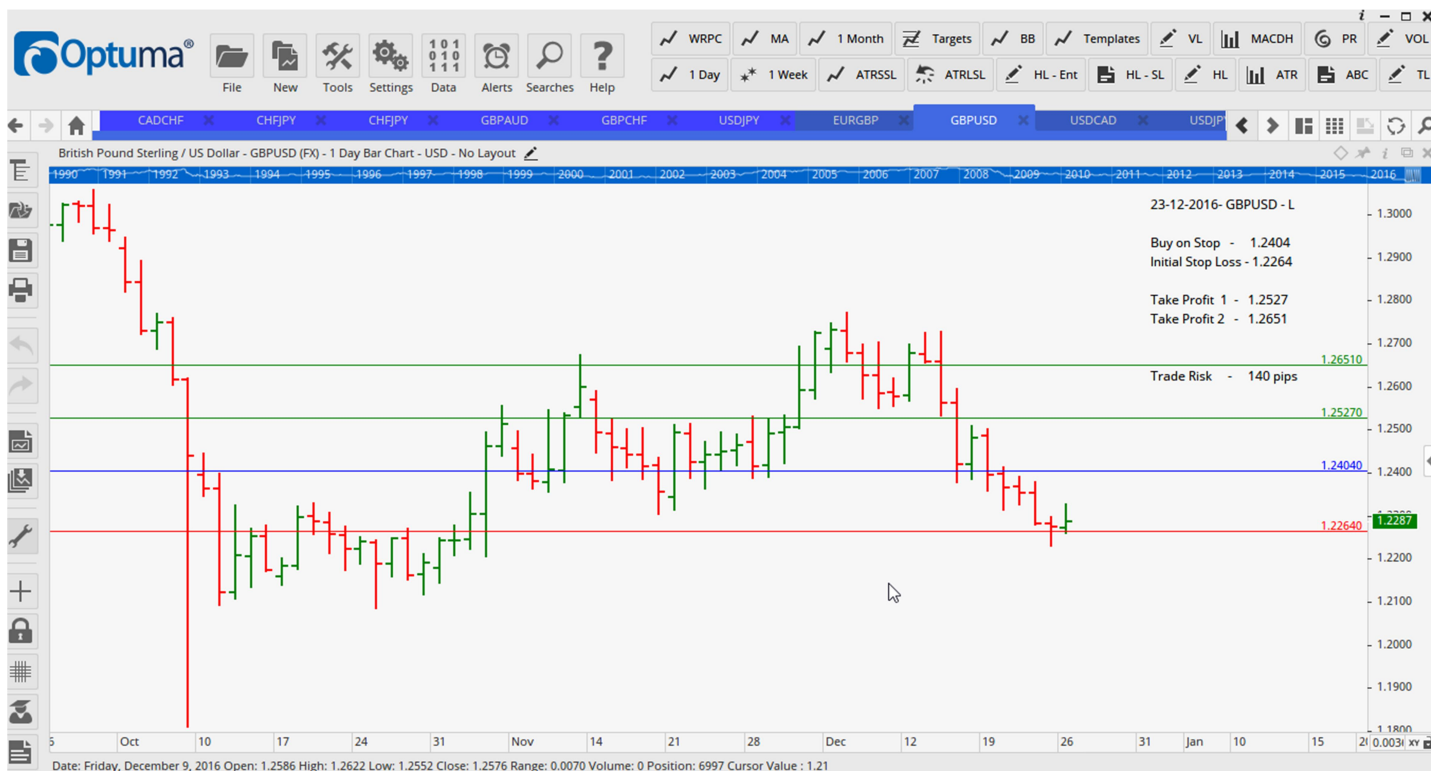 Optuma®
File New Tools Settings Data Alerts Searches Help
WRPC MA 1 Month Targets BB Templates VL MACDH PR VOL
1 Day 1 Week ATRSSL ATRLSL HL - Ent HL - SL HL ATR ABC TL
CADCHF CHFJPY CHFJPY GBPAUD GBPCHF USDJPY EURGBP GBPUSD USDCAD
British Pound Sterling / US Dollar - GBPUSD (FX) - 1 Day Bar Chart - USD - No Layout
1990 1991 1992 1993 1994 1995 1996 1997 1998 1999 2000 2001 2002 2003 2004 2005 2006 2007 2008 2009 2010 2011 2012 2013 2014 2015 2016
23-12-2016- GBPUSD - L
1.3000
Buy on Stop - 1.2404
1.2900
Initial Stop Loss - 1.2264
Take Profit 1 - 1.2527
1.2800
Take Profit 2 - 1.2651
1.2700
1.26510
Trade Risk - 140 pips
1.2600
1.25270
1.2500
1.24040
1.2400
1.22640
1.2287
1.2200
1.2100
1.2000
1.1900
1.1800
Oct 10 17 24 31 Nov 14 21 28 Dec 12 19 26 31 Jan 10 15
XY
Date: Friday, December 9, 2016 Open: 1.2586 High: 1.2622 Low: 1.2552 Close: 1.2576 Range: 0.0070 Volume: 0 Position: 6997 Cursor Value : 1.21